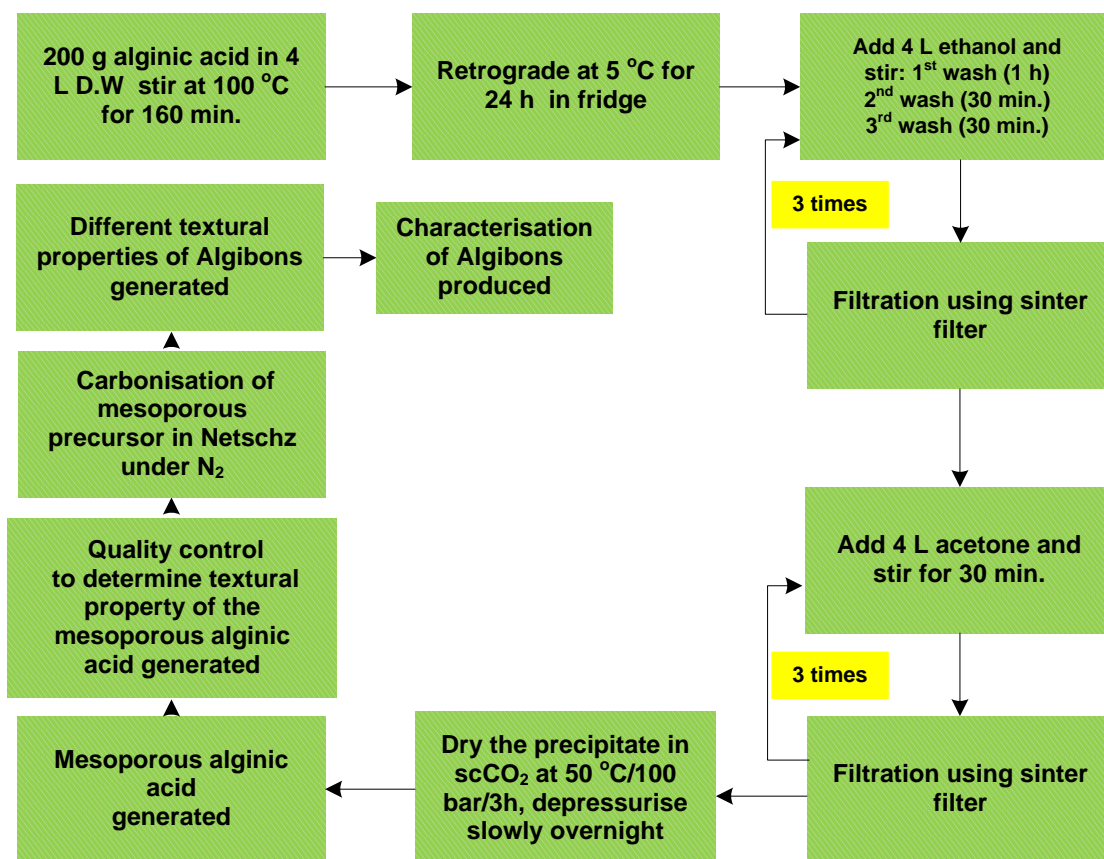 200 g alginic acid in 4
L D.W  stir at 100 °C
for 160 min.
Retrograde at 5 °C for
24 h  in fridge
Add 4 L ethanol and
stir: 1st wash (1 h)
2nd wash (30 min.)
3rd wash (30 min.)
3 times
Filtration using sinter
filter
Add 4 L acetone and
stir for 30 min.
3 times
Filtration using sinter
filter
Dry the precipitate in
scCO₂ at 50 °C/100
bar/3h, depressurise
slowly overnight
Mesoporous alginic
acid
generated
Quality control
to determine textural
property of the
mesoporous alginic
acid generated
Carbonisation of
mesoporous
precursor in Netschz
under N₂
Different textural
properties of Algibons
generated
Characterisation
of Algibons
produced